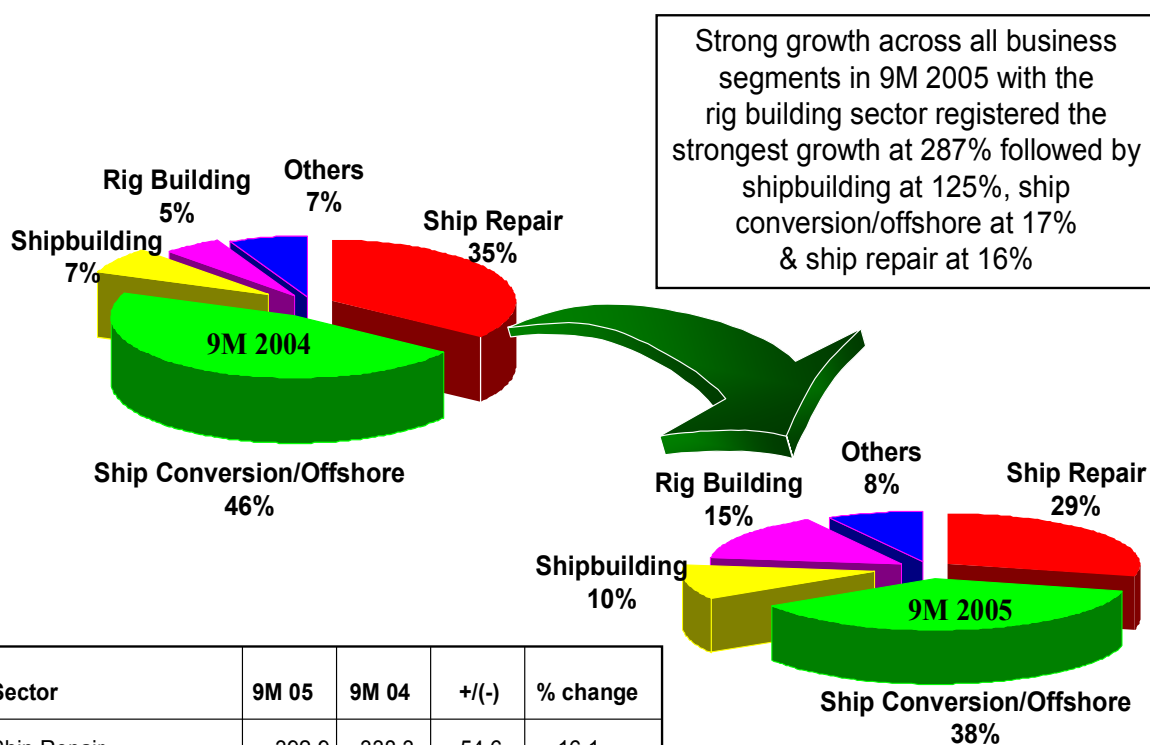 Strong growth across all business
segments in 9M 2005 with the
rig building sector registered the
strongest growth at 287% followed by
shipbuilding at 125%, ship
conversion/offshore at 17%
& ship repair at 16%
Others
7%
Rig Building
5%
Ship Repair
35%
Shipbuilding
7%
9M 2004
Ship Conversion/Offshore
46%
Others
8%
Ship Repair
29%
Rig Building
15%
Shipbuilding
10%
9M 2005
Ship Conversion/Offshore
38%
Sector 9M 05 9M 04 +/(-) % change